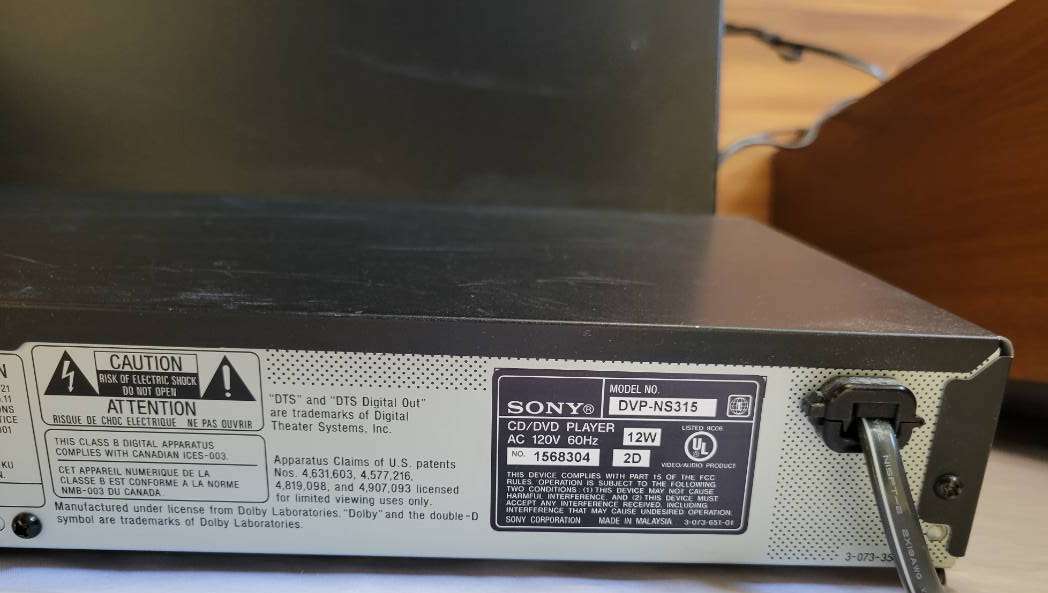 N
21
.11
ONS
TICE
001
KU
N.
CAUTION
RISK OF ELECTRIC SHOCK
DO NOT OPEN
ATTENTION
RISQUE DE CHOC ELECTRIQUE NE PAS OUVRIR
THIS CLASS B DIGITAL APPARATUS
COMPLIES WITH CANADIAN ICES-003.
CET APPAREIL NUMERIQUE DE LA
CLASSE B EST CONFORME A LA NORME
NMB-003 DU CANADA.
"DTS" and "DTS Digital Out"
are trademarks of Digital
Theater Systems, Inc.
Apparatus Claims of U.S. patents
Nos. 4,631,603, 4,577,216,
4,819,098, and 4,907,093 licensed
for limited viewing uses only.
Manufactured under license from Dolby Laboratories. "Dolby" and the double-D
symbol are trademarks of Dolby Laboratories.
SONY®
MODEL NO.
DVP-NS315
CD/DVD PLAYER
AC 120V 60Hz
12W
NO. 1568304
2D
LISTED 8C06
UL
VIDEO/AUDIO PRODUCT
THIS DEVICE COMPLIES WITH PART 15 OF THE FCC
RULES. OPERATION IS SUBJECT TO THE FOLLOWING
TWO CONDITIONS: (1) THIS DEVICE MAY NOT CAUSE
HARMFUL INTERFERENCE, AND (2) THIS DEVICE MUST
ACCEPT ANY INTERFERENCE RECEIVED, INCLUDING
INTERFERENCE THAT MAY CAUSE UNDESIRED OPERATION.
SONY CORPORATION MADE IN MALAYSIA 3-073-651-01
3-073-35